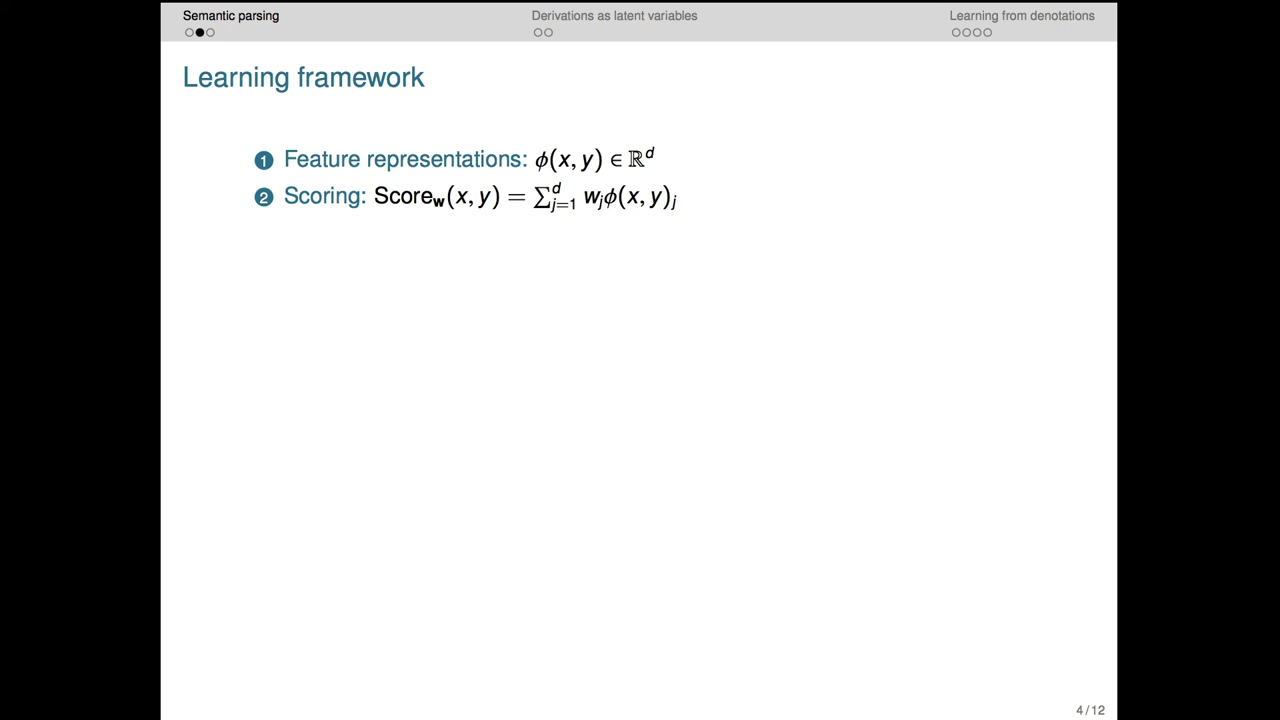 Semantic parsing Derivations as latent variables Learning from denotations
Learning framework
1 Feature representations: ϕ(x, y) ∈ ℝ^d
2 Scoring: Score_w(x, y) = ∑_{j=1}^d w_jϕ(x, y)_j
4 / 12